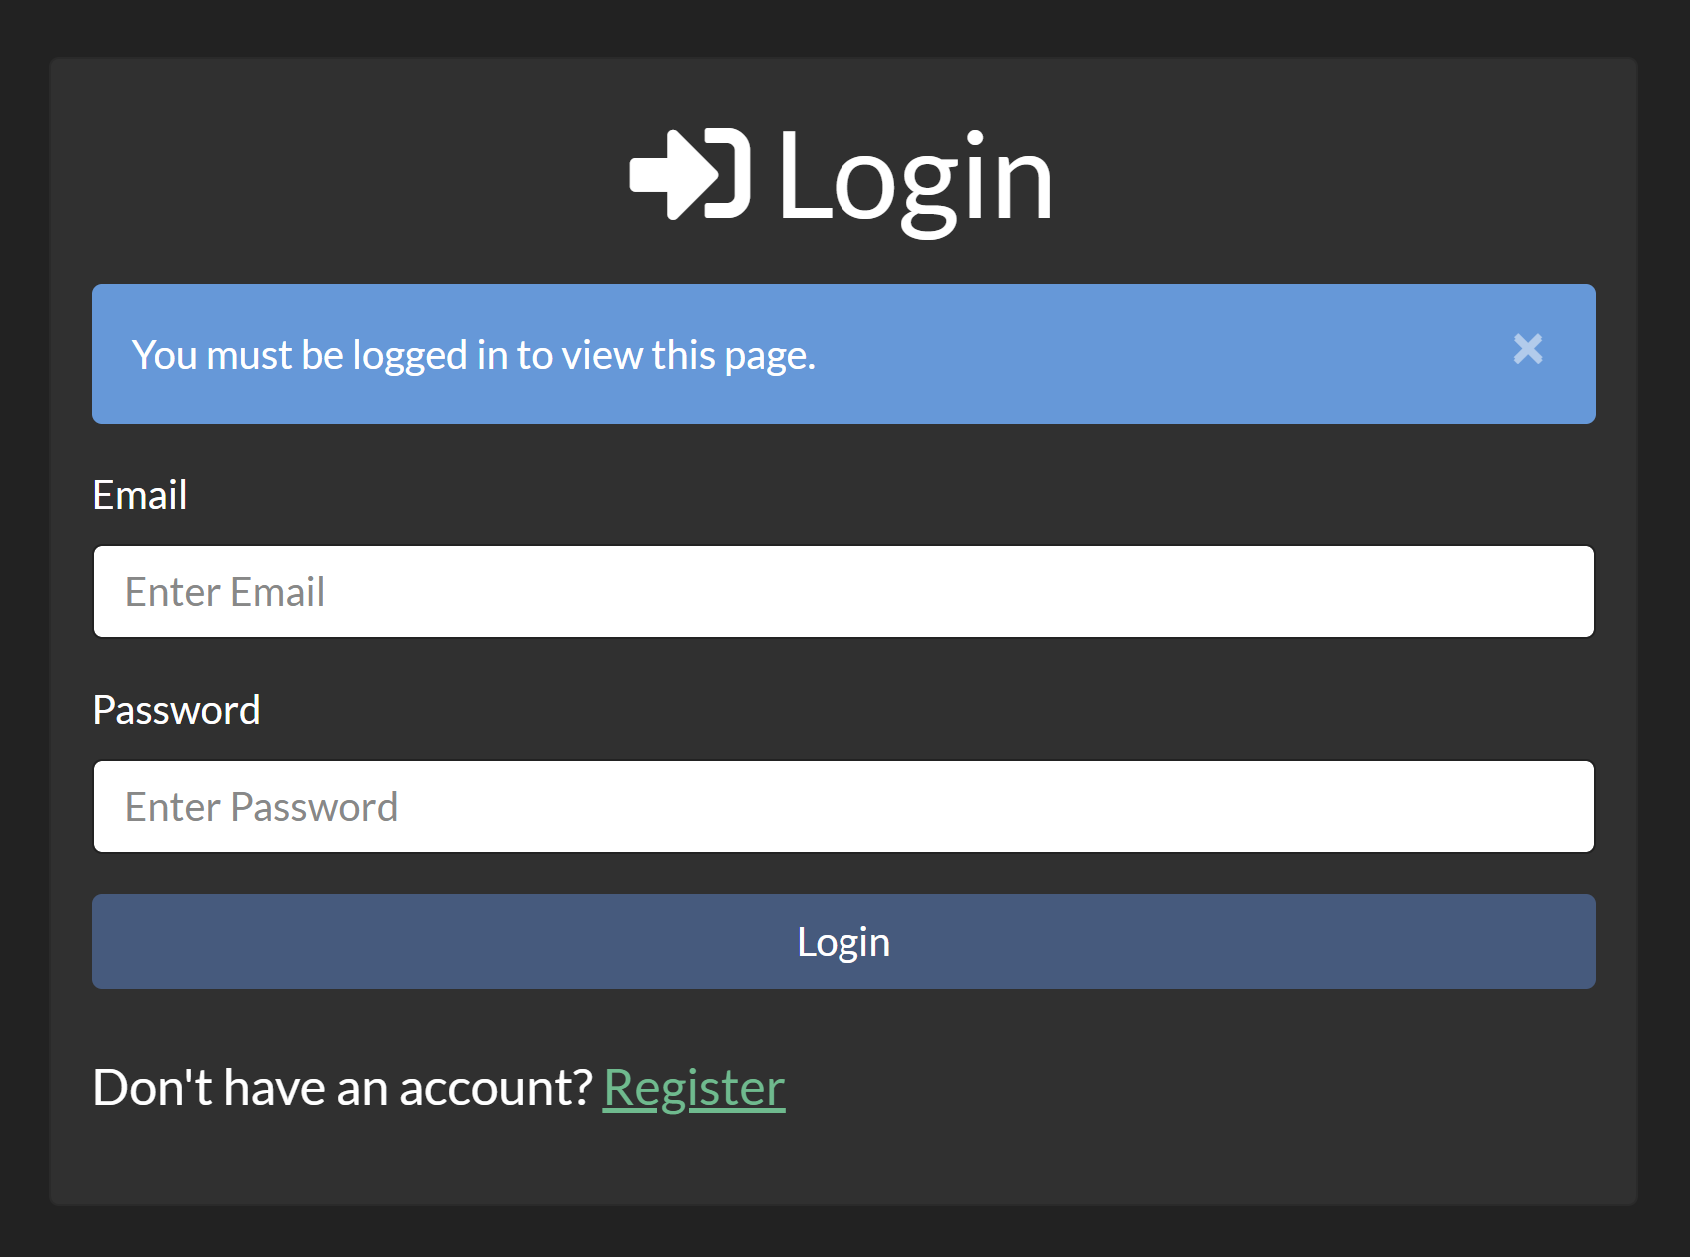 Login
You must be logged in to view this page.
Email
Enter Email
Password
Enter Password
Login
Don't have an account? Register